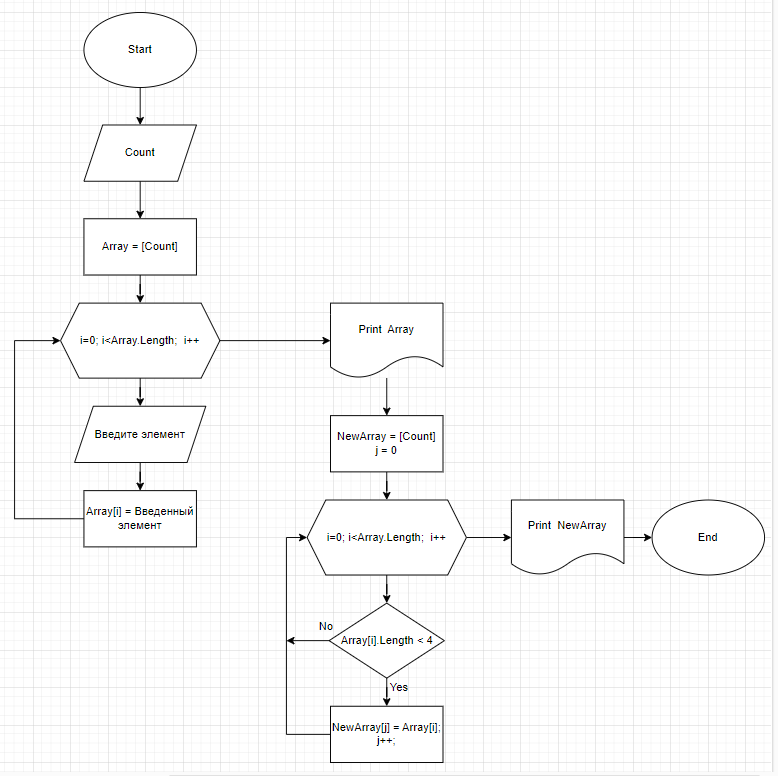 Start
Count
Array = [Count]
i=0; i<Array.Length; i++
Введите элемент
Array[i] = Введенный
элемент
Print Array
NewArray = [Count]
j = 0
i=0; i<Array.Length; i++
Print NewArray
End
No
Array[i].Length < 4
Yes
NewArray[j] = Array[i];
j++;